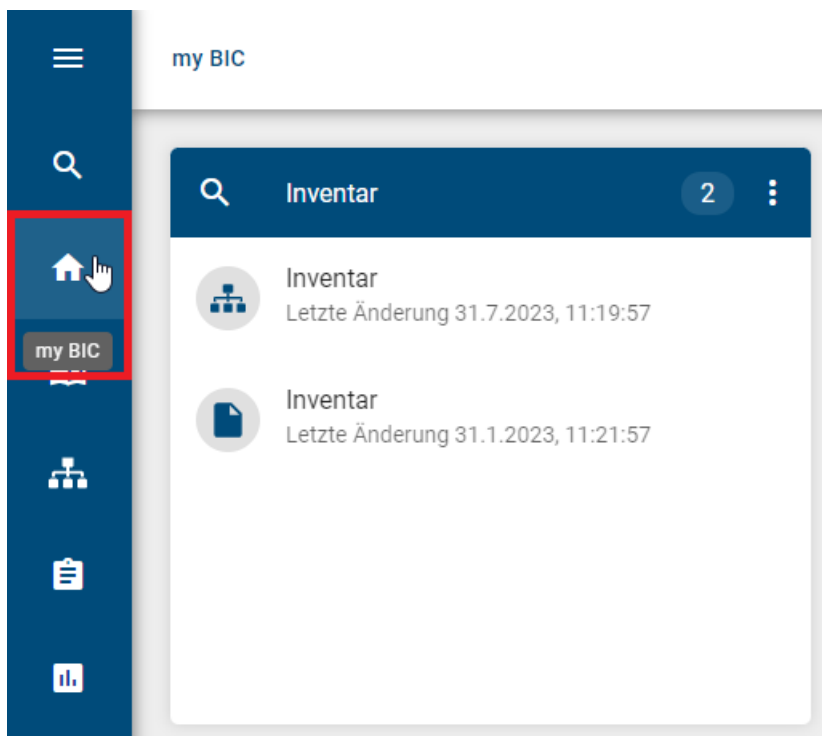 my BIC
Inventar
2
Inventar
Letzte Änderung 31.7.2023, 11:19:57
my BIC
Inventar
Letzte Änderung 31.1.2023, 11:21:57